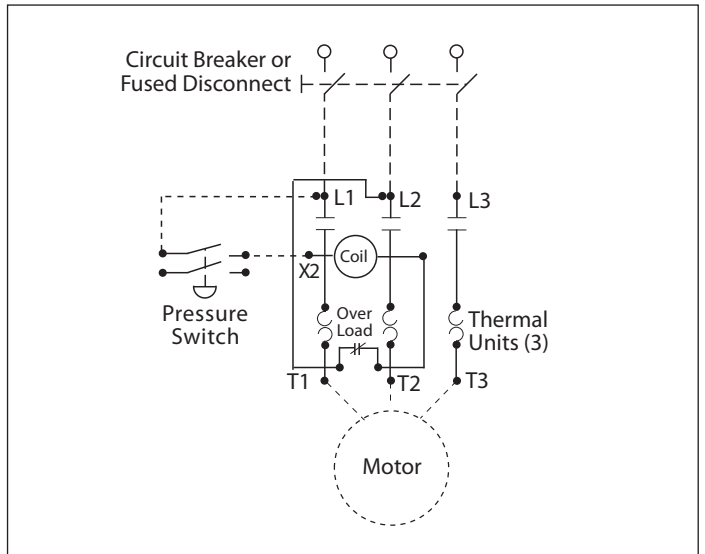 Circuit Breaker or
Fused Disconnect
L1
L2
L3
X2
Coil
Pressure
Switch
Over
Load
Thermal
Units (3)
T1
T2
T3
Motor